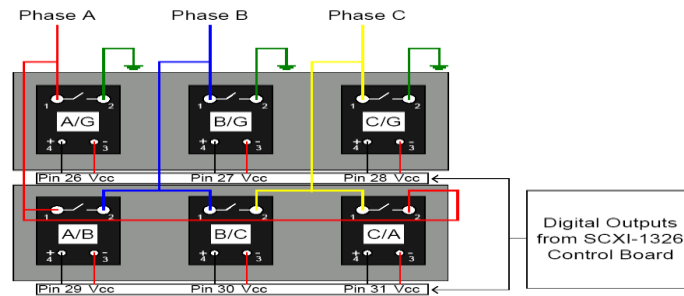 Phase A Phase B Phase C
1 2 1 2 1 2
A/G B/G C/G
+ - + - + -
4 3 4 3 4 3
Pin 26 Vcc Pin 27 Vcc Pin 28 Vcc
1 2 1 2 1 2
A/B B/C C/A
+ - + - + -
4 3 4 3 4 3
Pin 29 Vcc Pin 30 Vcc Pin 31 Vcc
Digital Outputs
from SCXI-1326
Control Board